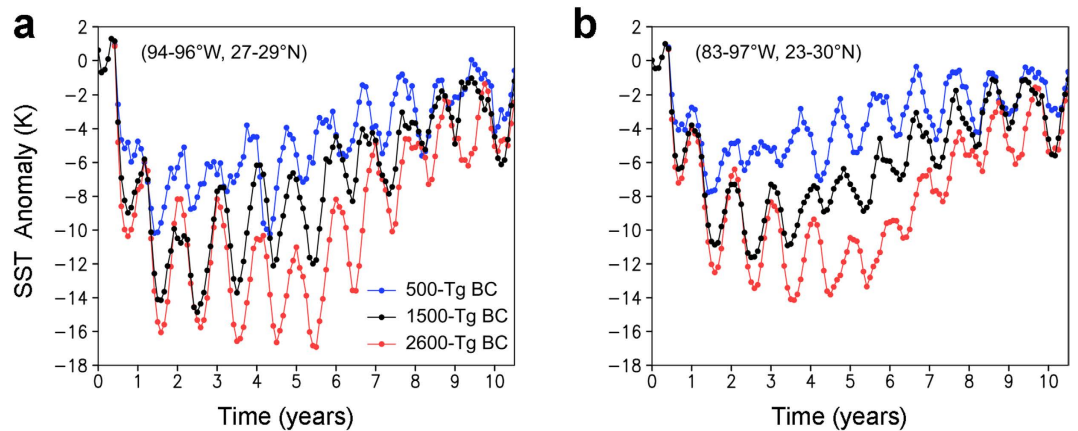 a
(94-96°W, 27-29°N)
SST Anomaly (K)
2
0
−2
−4
−6
−8
−10
−12
−14
−16
−18
500-Tg BC
1500-Tg BC
2600-Tg BC
0 1 2 3 4 5 6 7 8 9 10
Time (years)
b
(83-97°W, 23-30°N)
2
0
−2
−4
−6
−8
−10
−12
−14
−16
−18
0 1 2 3 4 5 6 7 8 9 10
Time (years)